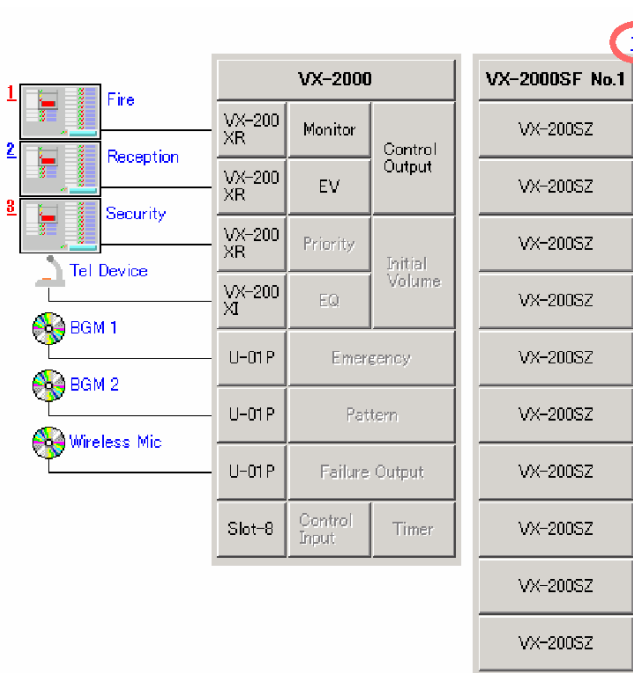 VX-2000
VX-2000SF No.1
1
Fire
VX-200
XR
Monitor
Control
Output
VX-200SZ
2
Reception
VX-200
XR
EV
VX-200SZ
3
Security
VX-200
XR
Priority
Initial
Volume
VX-200SZ
Tel Device
VX-200
XI
EQ
VX-200SZ
BGM 1
U-01P
Emergency
VX-200SZ
BGM 2
U-01P
Pattern
VX-200SZ
Wireless Mic
U-01P
Failure Output
VX-200SZ
Slot-8
Control
Input
Timer
VX-200SZ
VX-200SZ
VX-200SZ